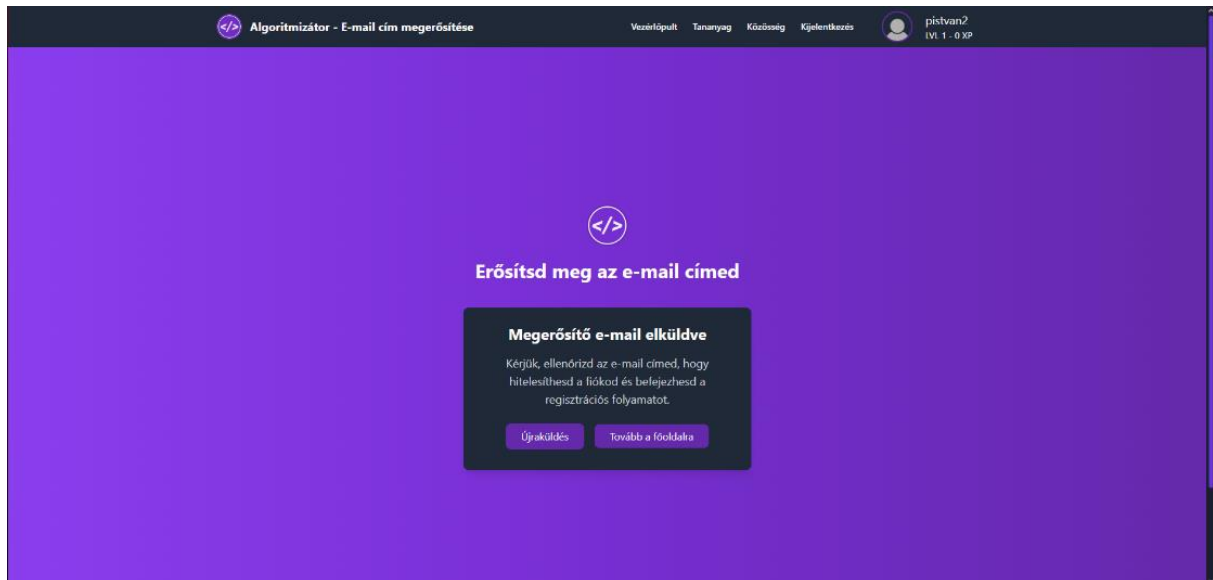 </> Algoritmizátor - E-mail cím megerősítése
Vezérlőpult Tananyag Közösség Kijelentkezés
pistvan2
LVL 1 - 0 XP
</>
Erősítsd meg az e-mail címed
Megerősítő e-mail elküldve
Kérjük, ellenőrizd az e-mail címed, hogy
hitelesíthesd a fiókod és befejezhesd a
regisztrációs folyamatot.
Újraküldés Tovább a főoldalra